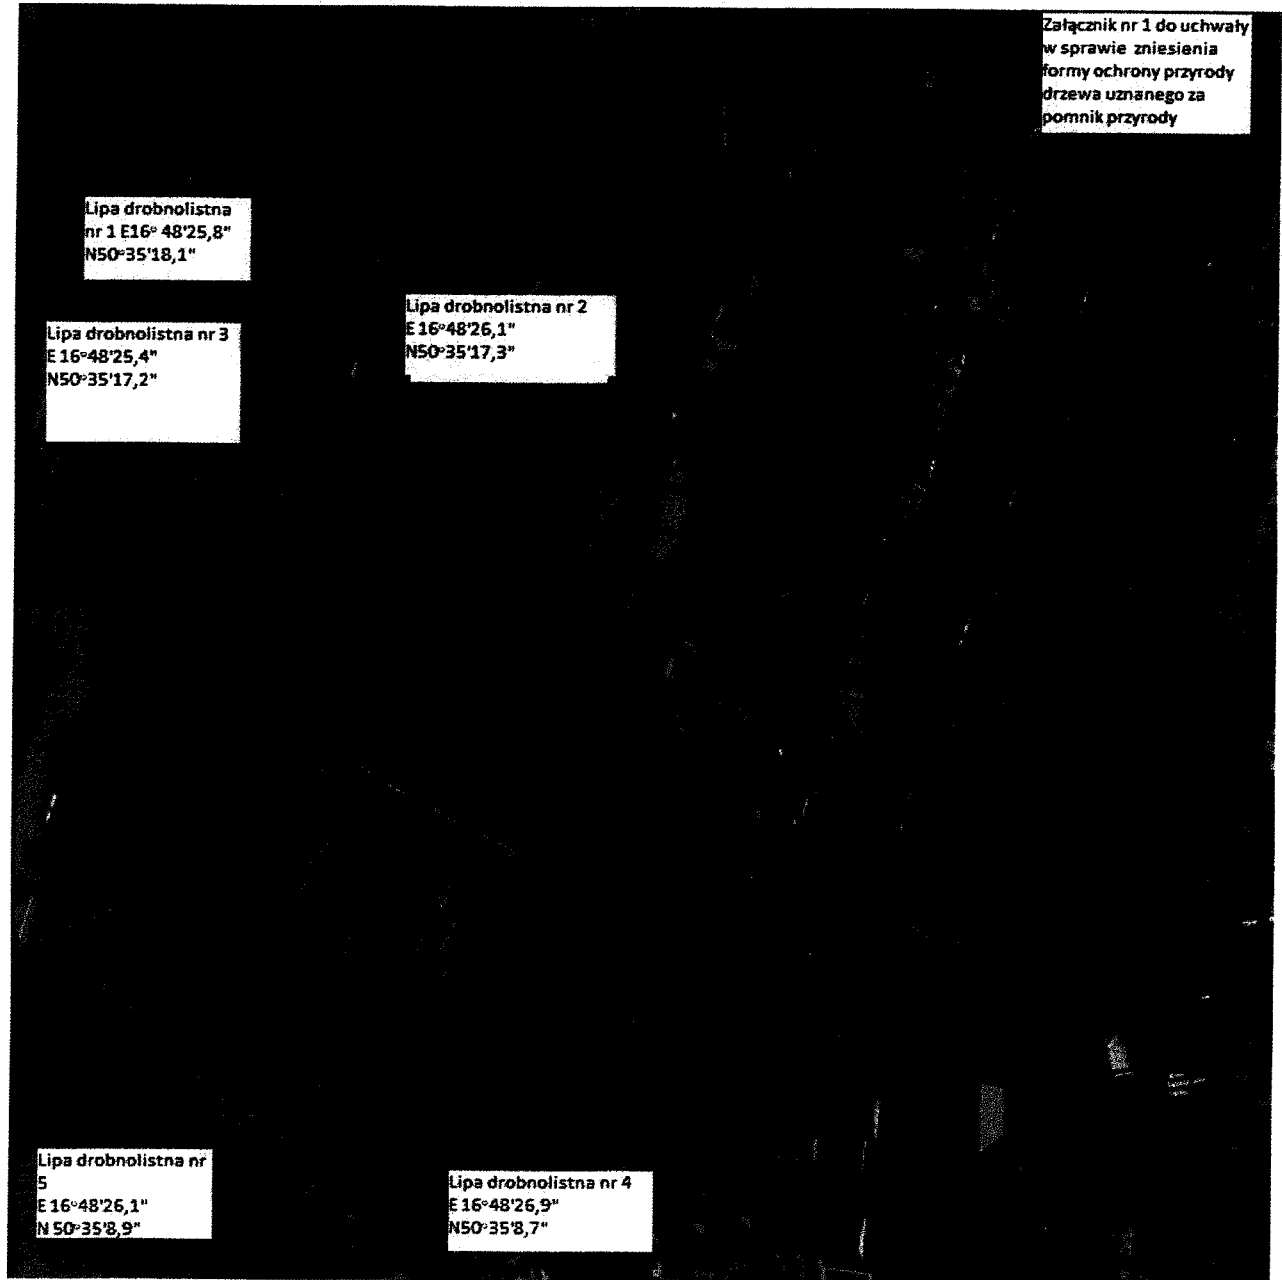 Załącznik nr 1 do uchwały
w sprawie zniesienia
formy ochrony przyrody
drzewa uznanego za
pomnik przyrody
Lipa drobnolistna
nr 1 E16° 48'25,8"
N50°35'18,1"
Lipa drobnolistna nr 2
E 16°48'26,1"
N50°35'17,3"
Lipa drobnolistna nr 3
E 16°48'25,4"
N50°35'17,2"
Lipa drobnolistna nr
5
E 16°48'26,1"
N 50°35'8,9"
Lipa drobnolistna nr 4
E 16°48'26,9"
N50°35'8,7"